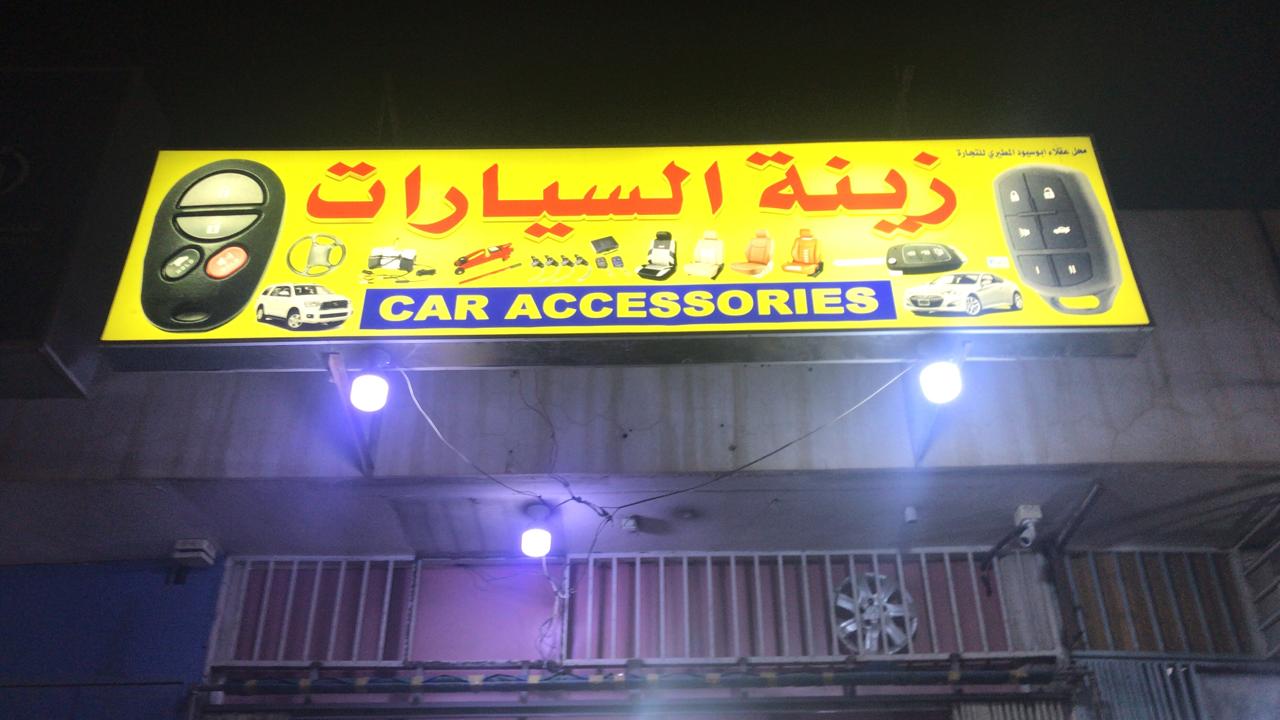 محل عقلاء ابوسيود المطيري للتجارة
زينة السيارات
CAR ACCESSORIES